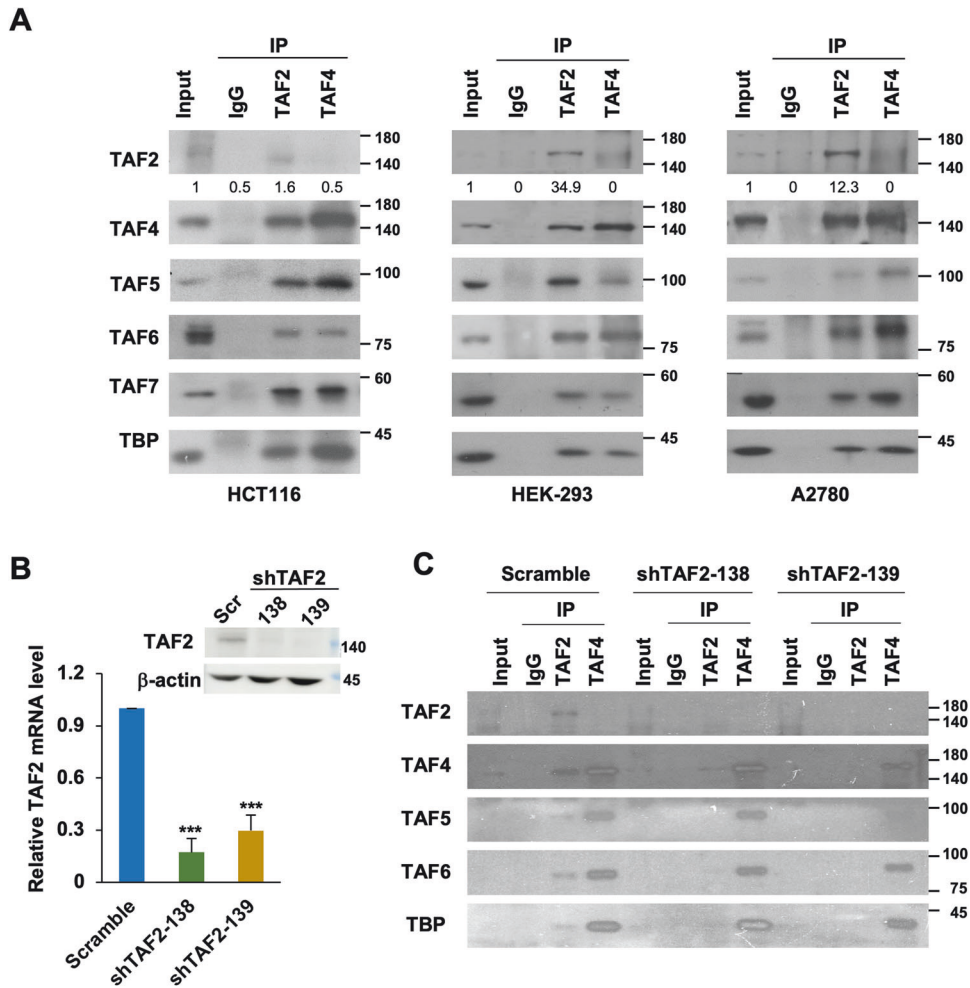 A
IP
IP
IP
Input
IgG
TAF2
TAF4
Input
IgG
TAF2
TAF4
Input
IgG
TAF2
TAF4
TAF2
180
140
180
140
180
140
1 0.5 1.6 0.5
1 0 34.9 0
1 0 12.3 0
TAF4
180
140
180
140
140
TAF5
100
100
100
TAF6
75
75
75
TAF7
60
60
60
TBP
45
45
45
HCT116
HEK-293
A2780
B
shTAF2
Scr
138
139
TAF2
140
β-actin
45
Relative TAF2 mRNA level
1.2
0.9
0.6
0.3
0
***
***
Scramble
shTAF2-138
shTAF2-139
C
Scramble
shTAF2-138
shTAF2-139
IP
IP
IP
Input
IgG
TAF2
TAF4
Input
IgG
TAF2
TAF4
Input
IgG
TAF2
TAF4
TAF2
180
140
TAF4
180
140
TAF5
100
TAF6
100
75
TBP
45